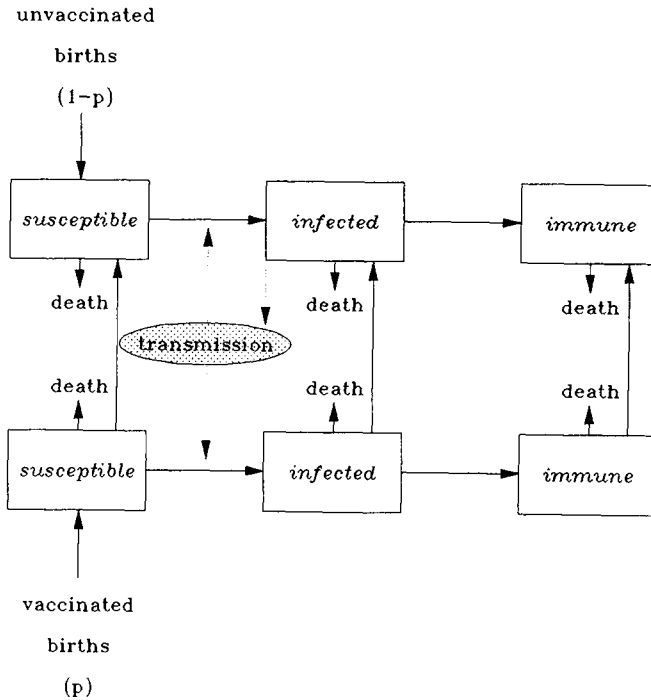 unvaccinated
births
(1-p)
susceptible
infected
immune
death
death
death
transmission
death
death
death
susceptible
infected
immune
vaccinated
births
(p)